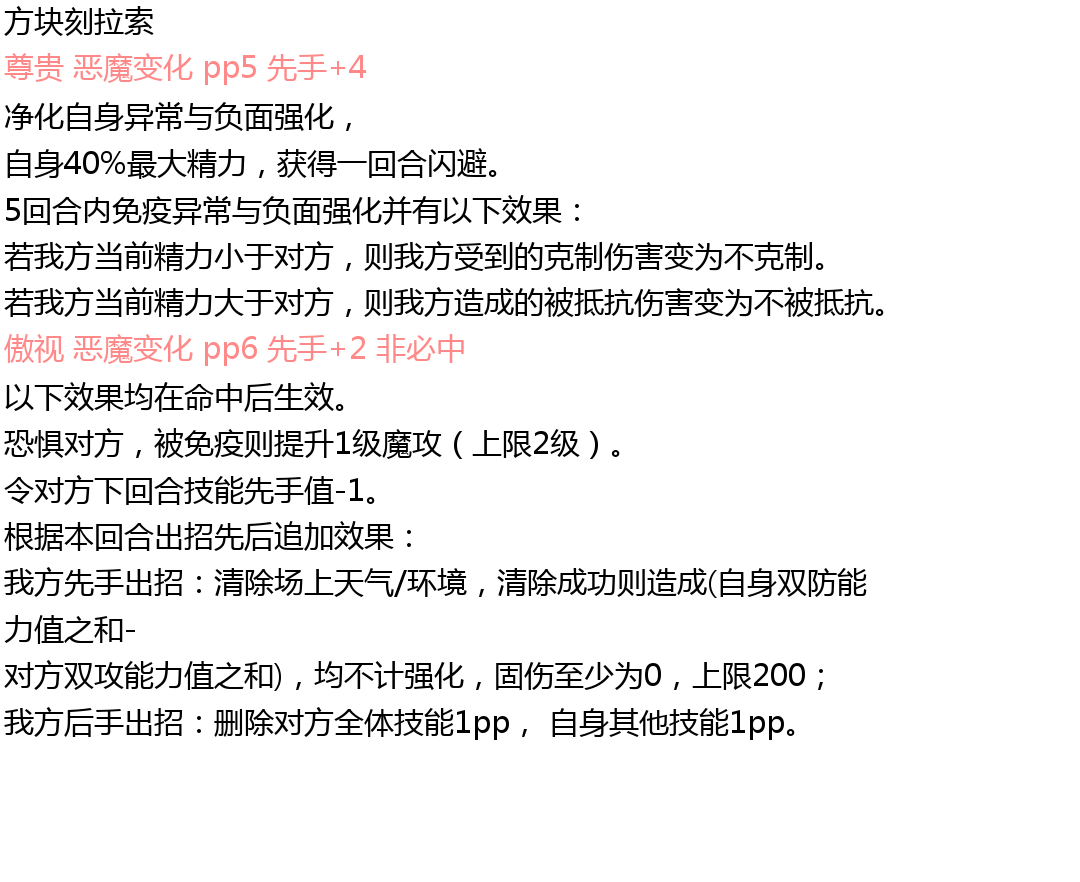 方块刻拉索
尊贵 恶魔变化 pp5 先手+4
净化自身异常与负面强化，
自身40%最大精力，获得一回合闪避。
5回合内免疫异常与负面强化并有以下效果：
若我方当前精力小于对方，则我方受到的克制伤害变为不克制。
若我方当前精力大于对方，则我方造成的被抵抗伤害变为不被抵抗。
傲视 恶魔变化 pp6 先手+2 非必中
以下效果均在命中后生效。
恐惧对方，被免疫则提升1级魔攻（上限2级）。
令对方下回合技能先手值-1。
根据本回合出招先后追加效果：
我方先手出招：清除场上天气/环境，清除成功则造成(自身双防能
力值之和-
对方双攻能力值之和)，均不计强化，固伤至少为0，上限200；
我方后手出招：删除对方全体技能1pp， 自身其他技能1pp。